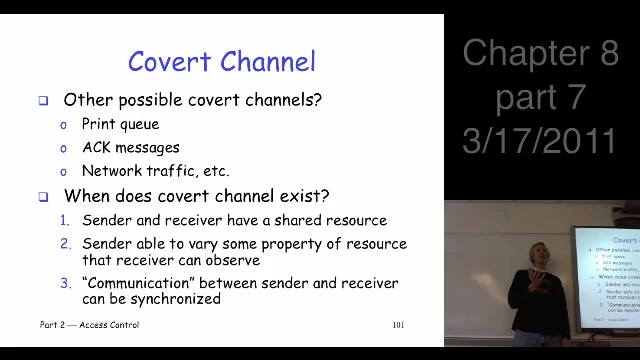 Covert Channel
Other possible covert channels?
Print queue
ACK messages
Network traffic, etc.
When does covert channel exist?
1. Sender and receiver have a shared resource
2. Sender able to vary some property of resource
that receiver can observe
3. "Communication" between sender and receiver
can be synchronized
Part 2 — Access Control 101
Chapter 8
part 7
3/17/2011